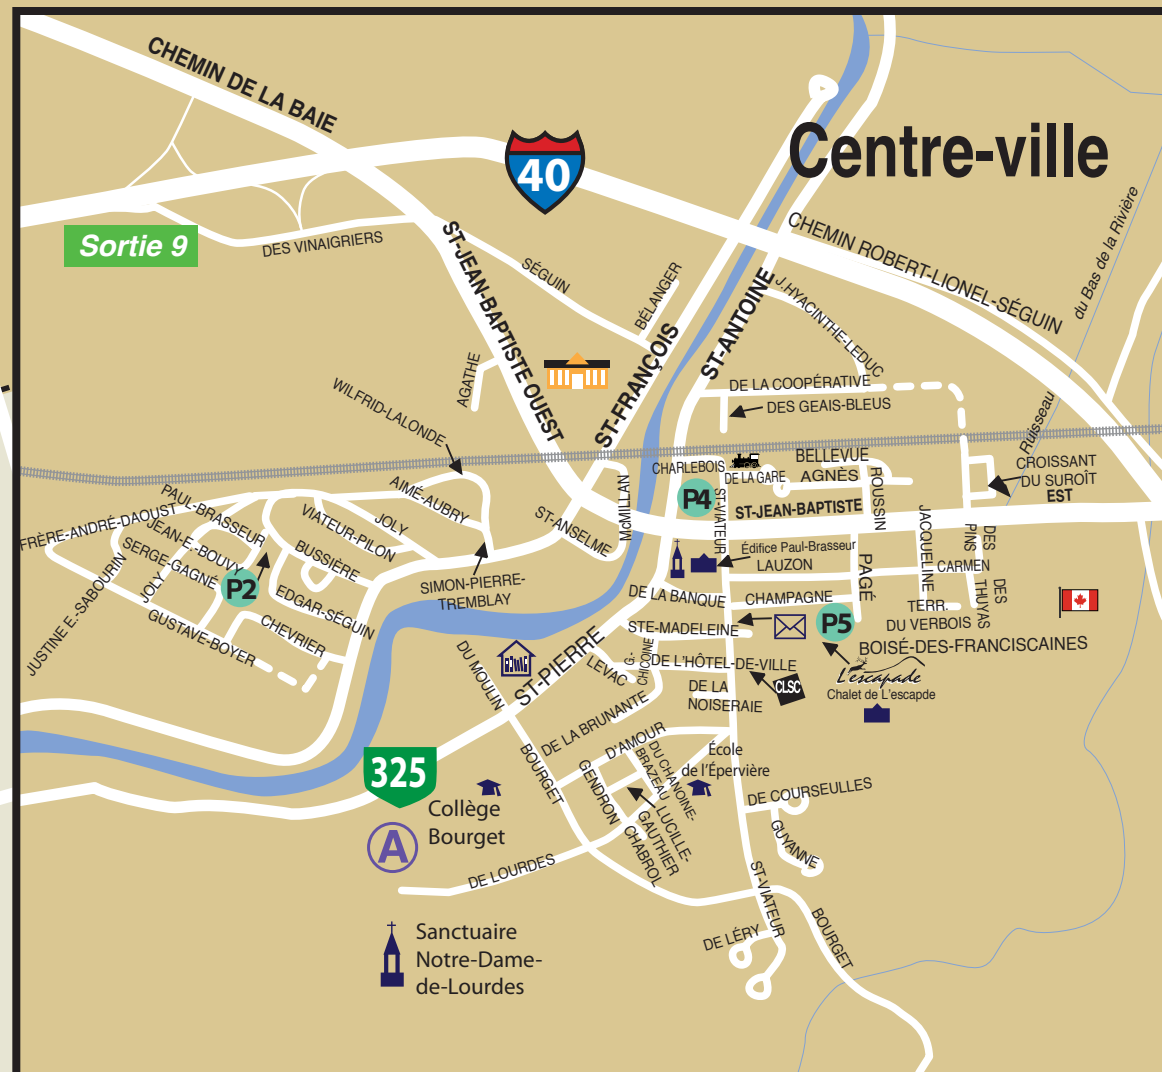 CHEMIN DE LA BAIE
40
Centre-ville
Sortie 9
DES VINAIGRIERS
ST-JEAN-BAPTISTE OUEST
SÉGUIN
BÉLANGER
ST-FRANÇOIS
ST-ANTOINE
CHEMIN ROBERT-LIONEL-SÉGUIN
du Bas de la Rivière
Ruisseau
J.HYACINTHE-LEDUC
DE LA COOPÉRATIVE
DES GEAIS-BLEUS
AGATHE
WILFRID-LALONDE
CHARLEBOIS
DE LA GARE
BELLEVUE
AGNÈS
ROUSSIN
CROISSANT
DU SUROÎT
EST
PAUL-BRASSEUR
AIMÉ-AUBRY
FRÈRE-ANDRÉ-DAOUST
JEAN-E.-BOUVY
VIATEUR-PILON
JOLY
SERGE-GAGNÉ
BUSSIÈRE
ST-ANSELME
McMILLAN
P4
ST-VIATEUR
ST-JEAN-BAPTISTE
Édifice Paul-Brasseur
LAUZON
PAGÉ
JACQUELINE
DES
PINS
CARMEN
DES
THUYAS
JUSTINE E.-SABOURIN
JOLY
P2
EDGAR-SÉGUIN
SIMON-PIERRE-
TREMBLAY
GUSTAVE-BOYER
CHEVRIER
DE LA BANQUE
CHAMPAGNE
P5
TERR.
DU VERBOIS
STE-MADELEINE
BOISÉ-DES-FRANCISCAINES
DU MOULIN
ST-PIERRE
LEVAC
G.-
CHICOINE
DE L'HÔTEL-DE-VILLE
CLSC
L'escapade
Chalet de L'escapde
DE LA
NOISERAIE
DE LA BRUNANTE
325
BOURGET
D'AMOUR
DU CHANOINE-
BRAZEAU
École
de l'Épervière
GENDRON
LUCILLE-
GAUTHIER
CHABROL
DE COURSEULLES
GUYANNE
Collège
Bourget
A
DE LOURDES
ST-VIATEUR
BOURGET
DE LÉRY
Sanctuaire
Notre-Dame-
de-Lourdes